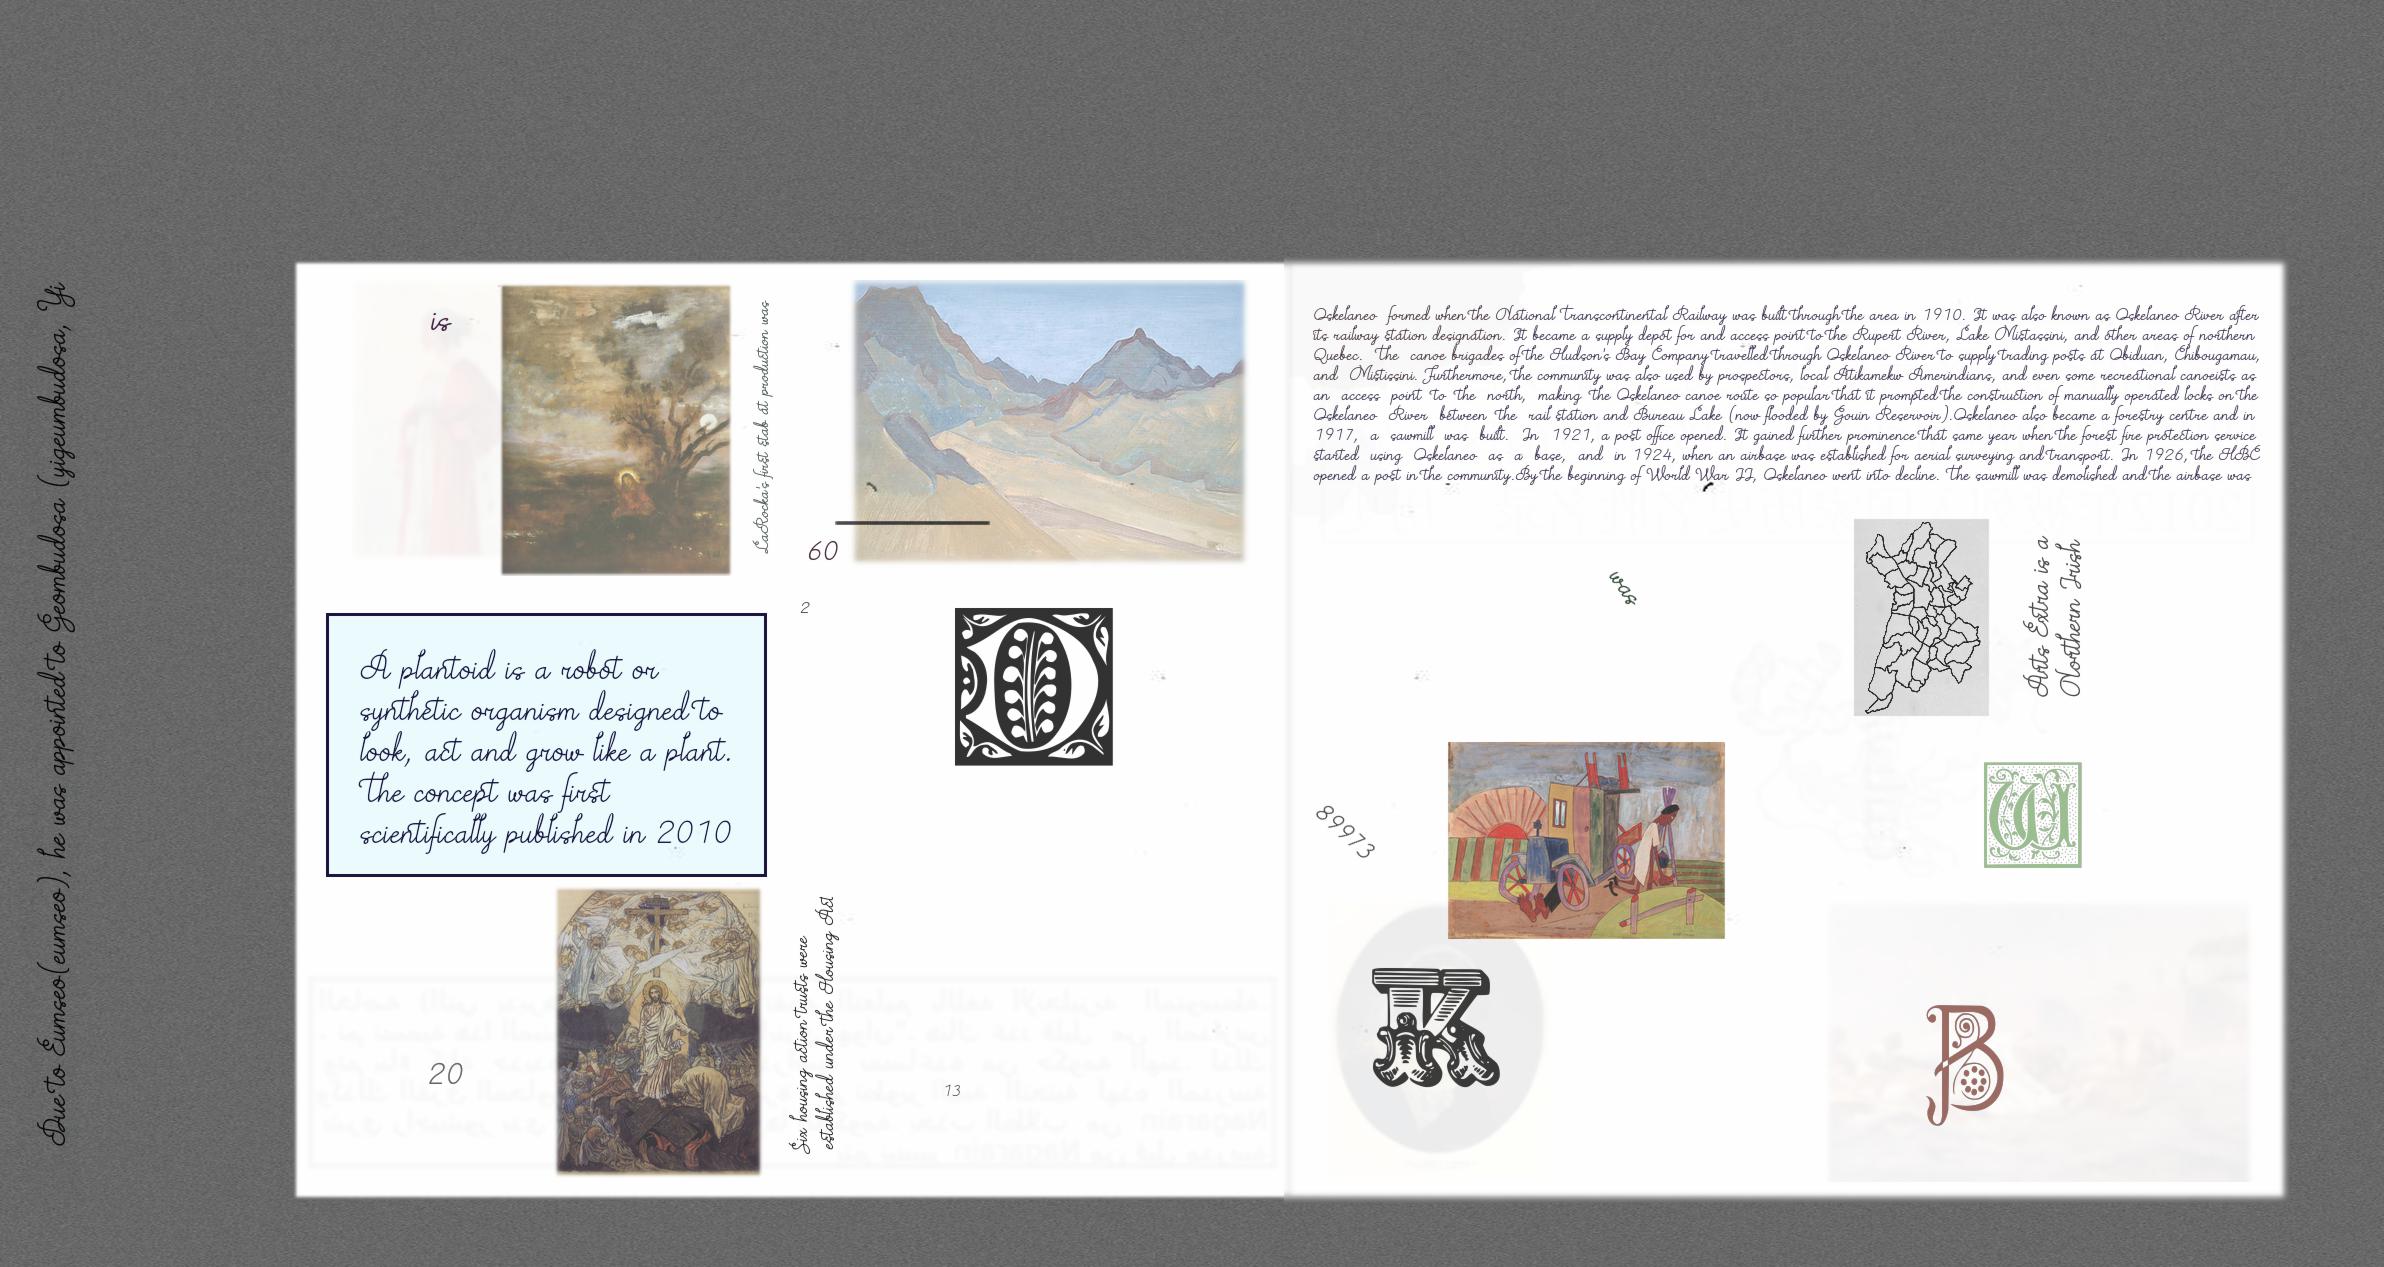 Due to Eumseo(eumseo), he was appointed to Geombudosa (yigeumbudosa, Yi
is
LaRocka's first stab at production was
60
2
A plantoid is a robot or
synthetic organism designed to
look, act and grow like a plant.
The concept was first
scientifically published in 2010
D
20
Six housing action trusts were
established under the Housing Act
13
Oskelaneo formed when the National Transcontinental Railway was built through the area in 1910. It was also known as Oskelaneo River after
its railway station designation. It became a supply depot for and access point to the Rupert River, Lake Mistassini, and other areas of northern
Quebec. The canoe brigades of the Hudson's Bay Company travelled through Oskelaneo River to supply trading posts at Obiduan, Chibougamau,
and Mistissini. Furthermore, the community was also used by prospectors, local Atikamekw Amerindians, and even some recreational canoeists as
an access point to the north, making the Oskelaneo canoe route so popular that it prompted the construction of manually operated locks on the
Oskelaneo River between the rail station and Bureau Lake (now flooded by Gouin Reservoir).Oskelaneo also became a forestry centre and in
1917, a sawmill was built. In 1921, a post office opened. It gained further prominence that same year when the forest fire protection service
started using Oskelaneo as a base, and in 1924, when an airbase was established for aerial surveying and transport. In 1926, the HBC
opened a post in the community.By the beginning of World War II, Oskelaneo went into decline. The sawmill was demolished and the airbase was
was
Arts Extra is a
Northern Irish
89973
W
K
B